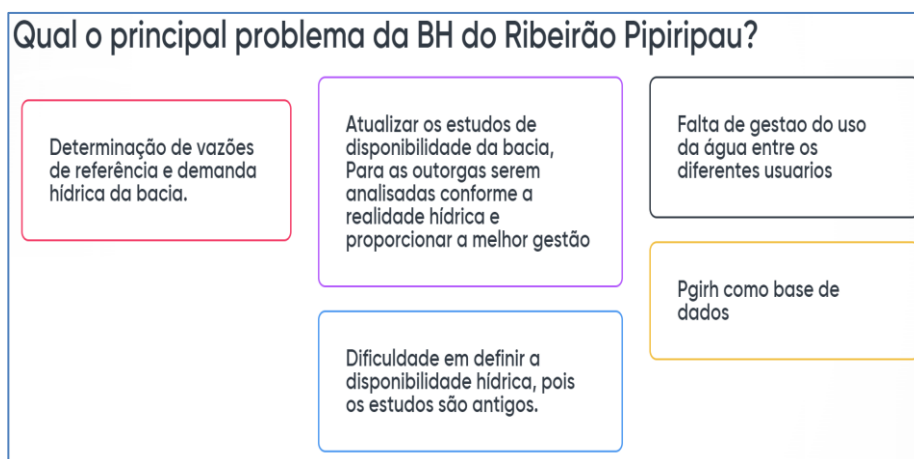 Qual o principal problema da BH do Ribeirão Pipiripau?
Determinação de vazões
de referência e demanda
hídrica da bacia.
Atualizar os estudos de
disponibilidade da bacia,
Para as outorgas serem
analisadas conforme a
realidade hídrica e
proporcionar a melhor gestão
Dificuldade em definir a
disponibilidade hídrica, pois
os estudos são antigos.
Falta de gestao do uso
da água entre os
diferentes usuarios
Pgirh como base de
dados